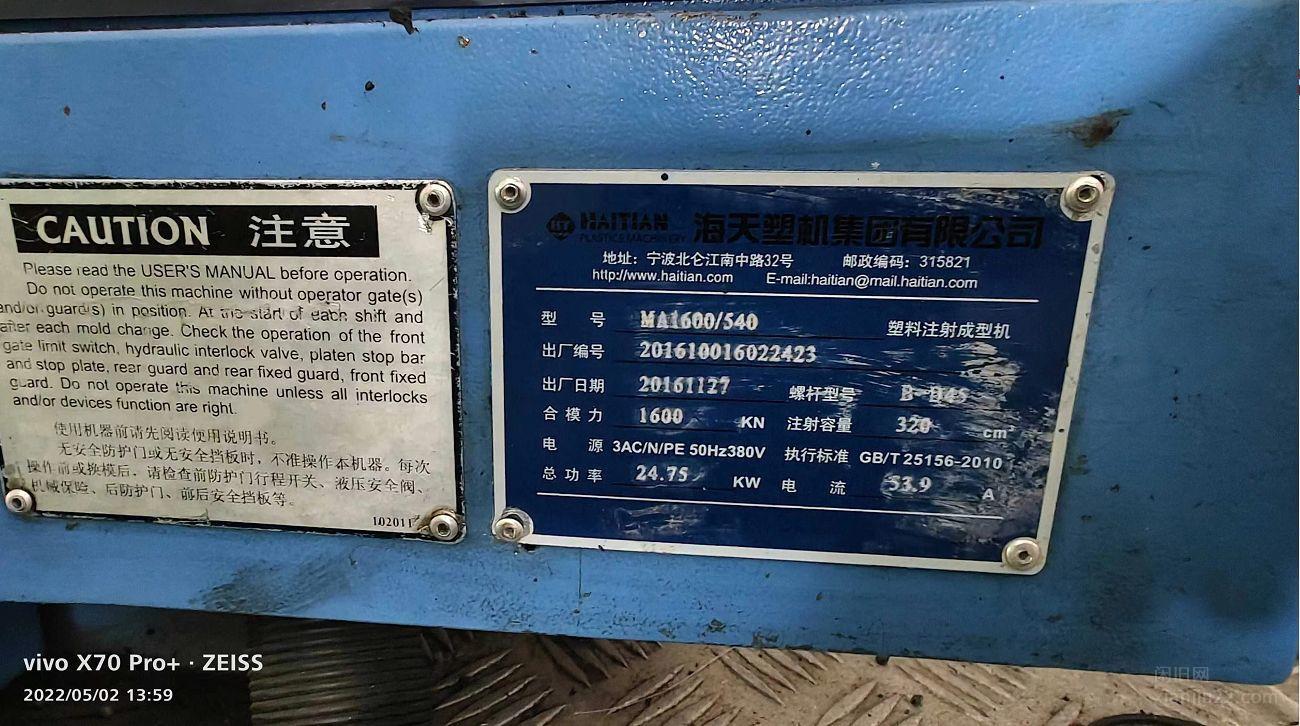 CAUTION 注意
Please read the USER'S MANUAL before operation.
Do not operate this machine without operator gate(s)
and/or guard(s) in position. At the start of each shift and
after each mold change. Check the operation of the front
gate limit switch, hydraulic interlock valve, platen stop bar
and stop plate, rear guard and rear fixed guard, front fixed
guard. Do not operate this machine unless all interlocks
and/or devices function are right.
使用机器前请先阅读使用说明书。
无安全防护门或无安全挡板时，不准操作本机器。每次
操作前或换模后，请检查前防护门行程开关、液压安全阀、
机械保险、后防护门、前后安全挡板等。
HAITIAN 海天塑机集团有限公司
PLASTICS MACHINERY
地址：宁波北仑江南中路32号 邮政编码：315821
http://www.haitian.com E-mail:haitian@mail.haitian.com
型号 MA1600/540 塑料注射成型机
出厂编号 201610016022423
出厂日期 20161127 螺杆型号
合模力 1600 KN 注射容量 320 cm³
电源 3AC/N/PE 50Hz380V 执行标准 GB/T 25156-2010
总功率 24.75 KW 电流 53.9 A
vivo X70 Pro+ · ZEISS
2022/05/02 13:59
闲旧网